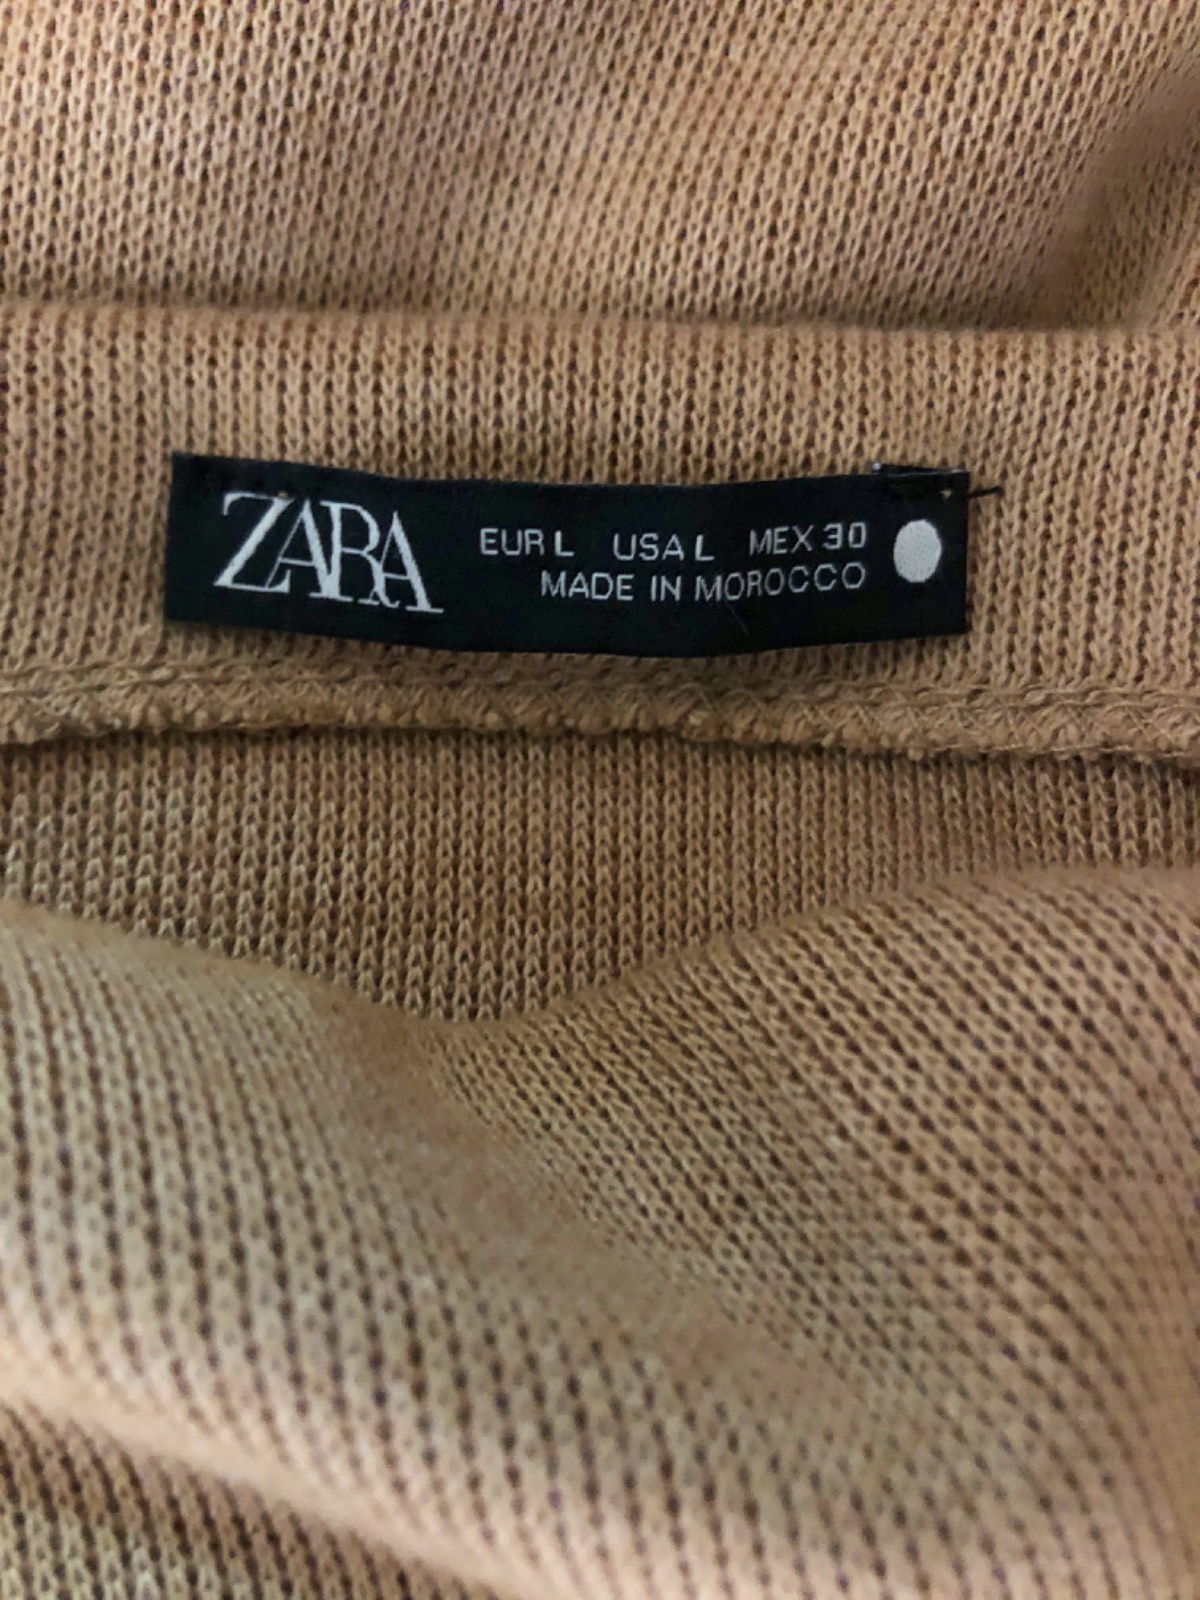 ZARA
EUR L USA L MEX 30
MADE IN MOROCCO